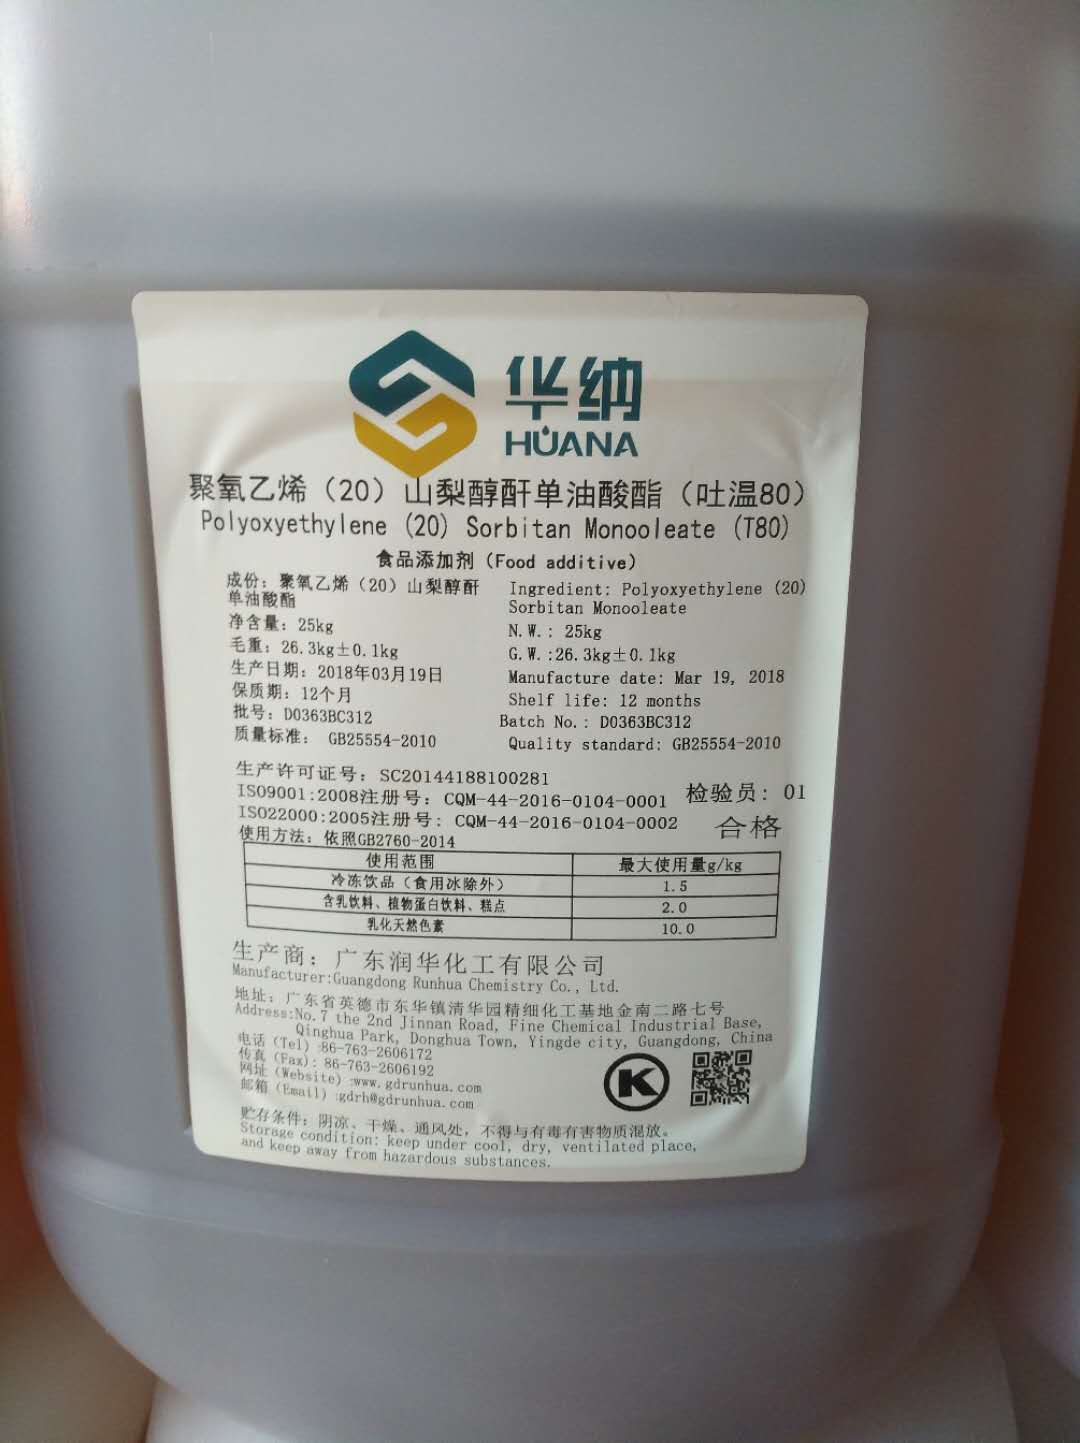 华纳
HUANA
聚氧乙烯（20）山梨醇酐单油酸酯（吐温80）
Polyoxyethylene (20) Sorbitan Monooleate (T80)
食品添加剂（Food additive）
成份：聚氧乙烯（20）山梨醇酐
单油酸酯
净含量：25kg
毛重：26.3kg±0.1kg
生产日期：2018年03月19日
保质期：12个月
批号：D0363BC312
质量标准： GB25554-2010
Ingredient: Polyoxyethylene (20)
Sorbitan Monooleate
N.W.: 25kg
G.W.:26.3kg±0.1kg
Manufacture date: Mar 19, 2018
Shelf life: 12 months
Batch No.: D0363BC312
Quality standard: GB25554-2010
生产许可证号：SC20144188100281
ISO9001:2008注册号：CQM-44-2016-0104-0001
ISO22000:2005注册号：CQM-44-2016-0104-0002
检验员：01
合格
使用方法：依照GB2760-2014
使用范围 最大使用量g/kg
冷冻饮品（食用冰除外） 1.5
含乳饮料、植物蛋白饮料、糕点 2.0
乳化天然色素 10.0
生产商：广东润华化工有限公司
Manufacturer:Guangdong Runhua Chemistry Co., Ltd.
地址：广东省英德市东华镇清华园精细化工基地金南二路七号
Address:No.7 the 2nd Jinnan Road, Fine Chemical Industrial Base,
Qinghua Park, Donghua Town, Yingde city, Guangdong, China
电话（Tel）:86-763-2606172
传真（Fax）: 86-763-2606192
网址（Website）:www.gdrunhua.com
邮箱（Email）:gdrh@gdrunhua.com
K
贮存条件：阴凉、干燥、通风处，不得与有毒有害物质混放。
Storage condition: keep under cool, dry, ventilated place,
and keep away from hazardous substances.